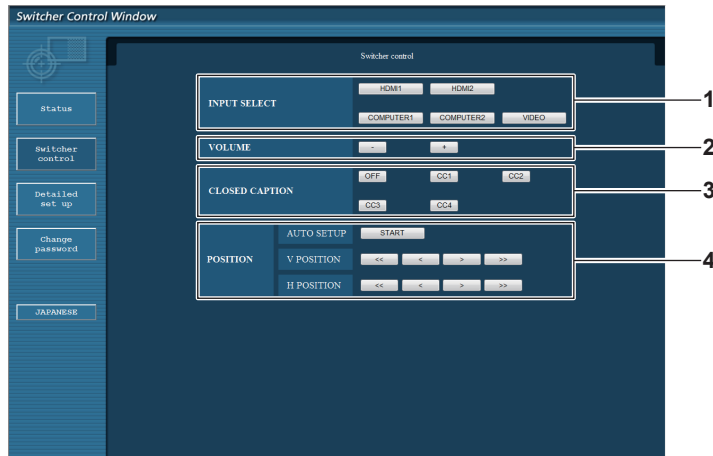 Switcher Control Window
Switcher control
Status
Switcher
control
Detailed
set up
Change
password
JAPANESE
INPUT SELECT
HDMI1 HDMI2
COMPUTER1 COMPUTER2 VIDEO
1
VOLUME - +
2
CLOSED CAPTION
OFF CC1 CC2
CC3 CC4
3
POSITION
AUTO SETUP START
V POSITION << < > >>
H POSITION << < > >>
4